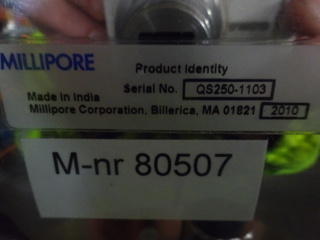 MILLIPORE
Product Identity
Serial No. QS250-1103
Made in India
Millipore Corporation, Billerica, MA 01821 2010
M-nr 80507